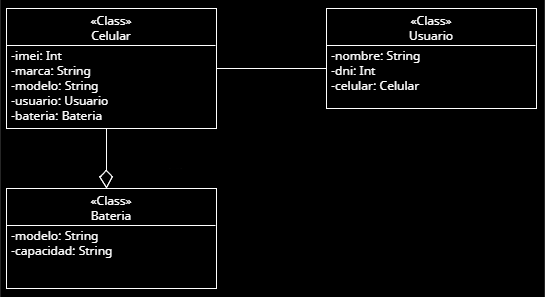 «Class»
Celular
-imei: Int
-marca: String
-modelo: String
-usuario: Usuario
-bateria: Bateria
«Class»
Usuario
-nombre: String
-dni: Int
-celular: Celular
«Class»
Bateria
-modelo: String
-capacidad: String